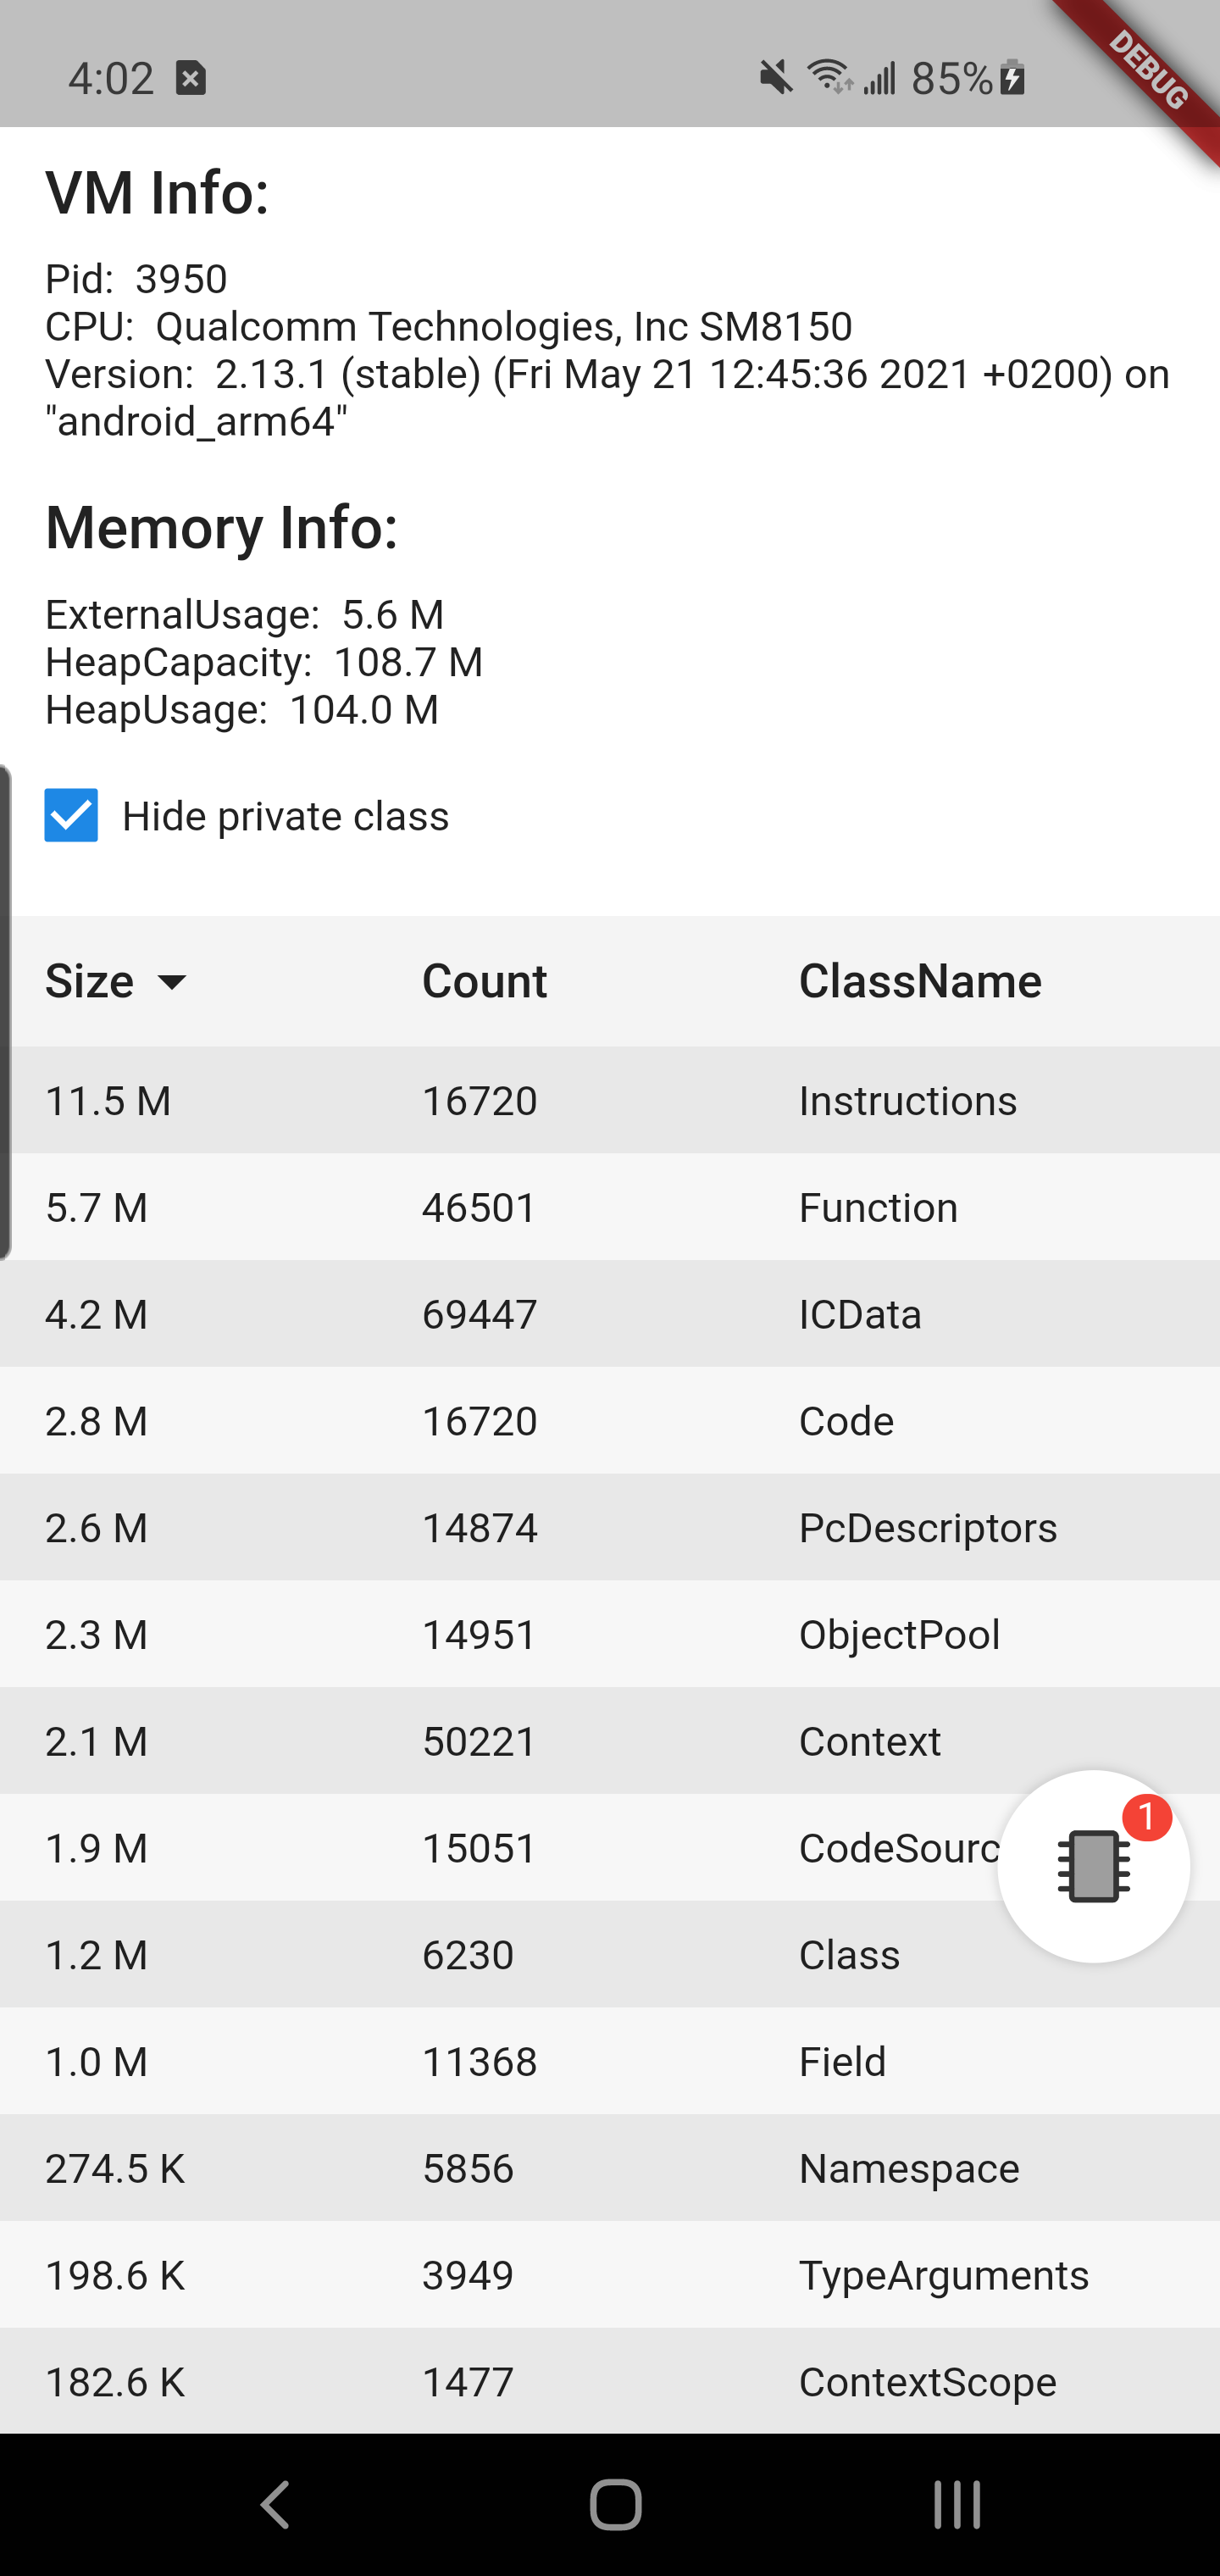 4:02 85%
DEBUG
VM Info:
Pid: 3950
CPU: Qualcomm Technologies, Inc SM8150
Version: 2.13.1 (stable) (Fri May 21 12:45:36 2021 +0200) on
"android_arm64"
Memory Info:
ExternalUsage: 5.6 M
HeapCapacity: 108.7 M
HeapUsage: 104.0 M
Hide private class
Size Count ClassName
11.5 M 16720 Instructions
5.7 M 46501 Function
4.2 M 69447 ICData
2.8 M 16720 Code
2.6 M 14874 PcDescriptors
2.3 M 14951 ObjectPool
2.1 M 50221 Context
1
1.9 M 15051
1.2 M 6230 Class
1.0 M 11368 Field
274.5 K 5856 Namespace
198.6 K 3949 TypeArguments
182.6 K 1477 ContextScope